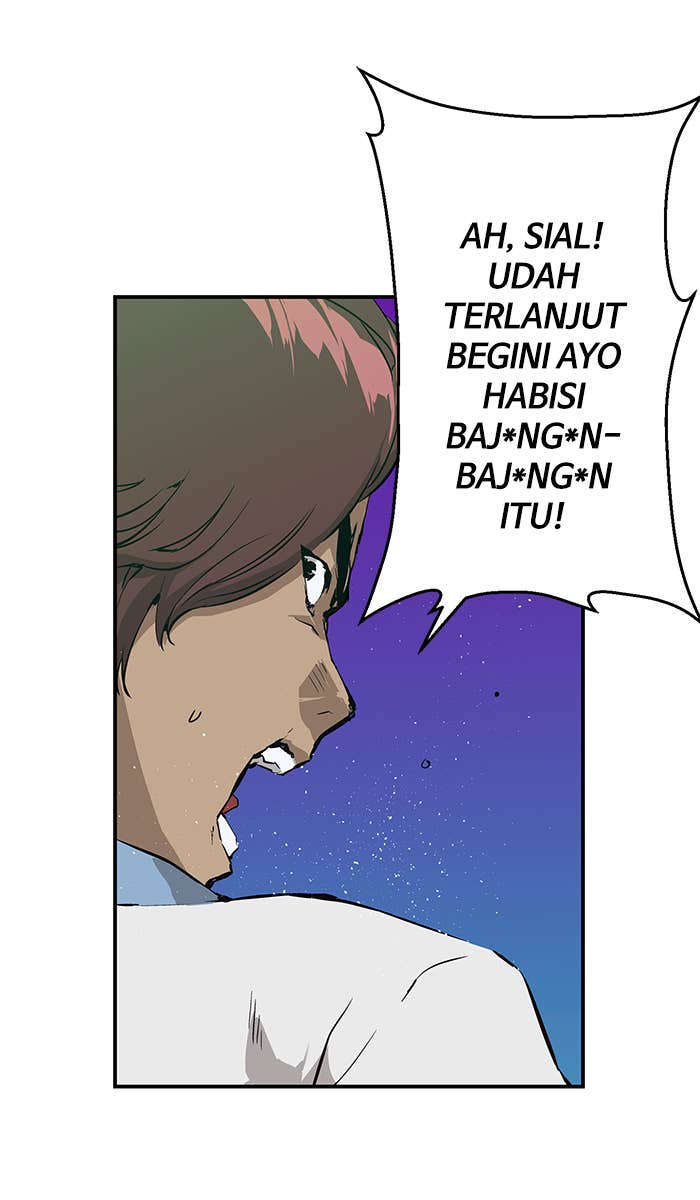 AH, SIAL!
UDAH
TERLANJUT
BEGINI AYO
HABISI
BAJ*NG*N-
BAJ*NG*N
ITU!